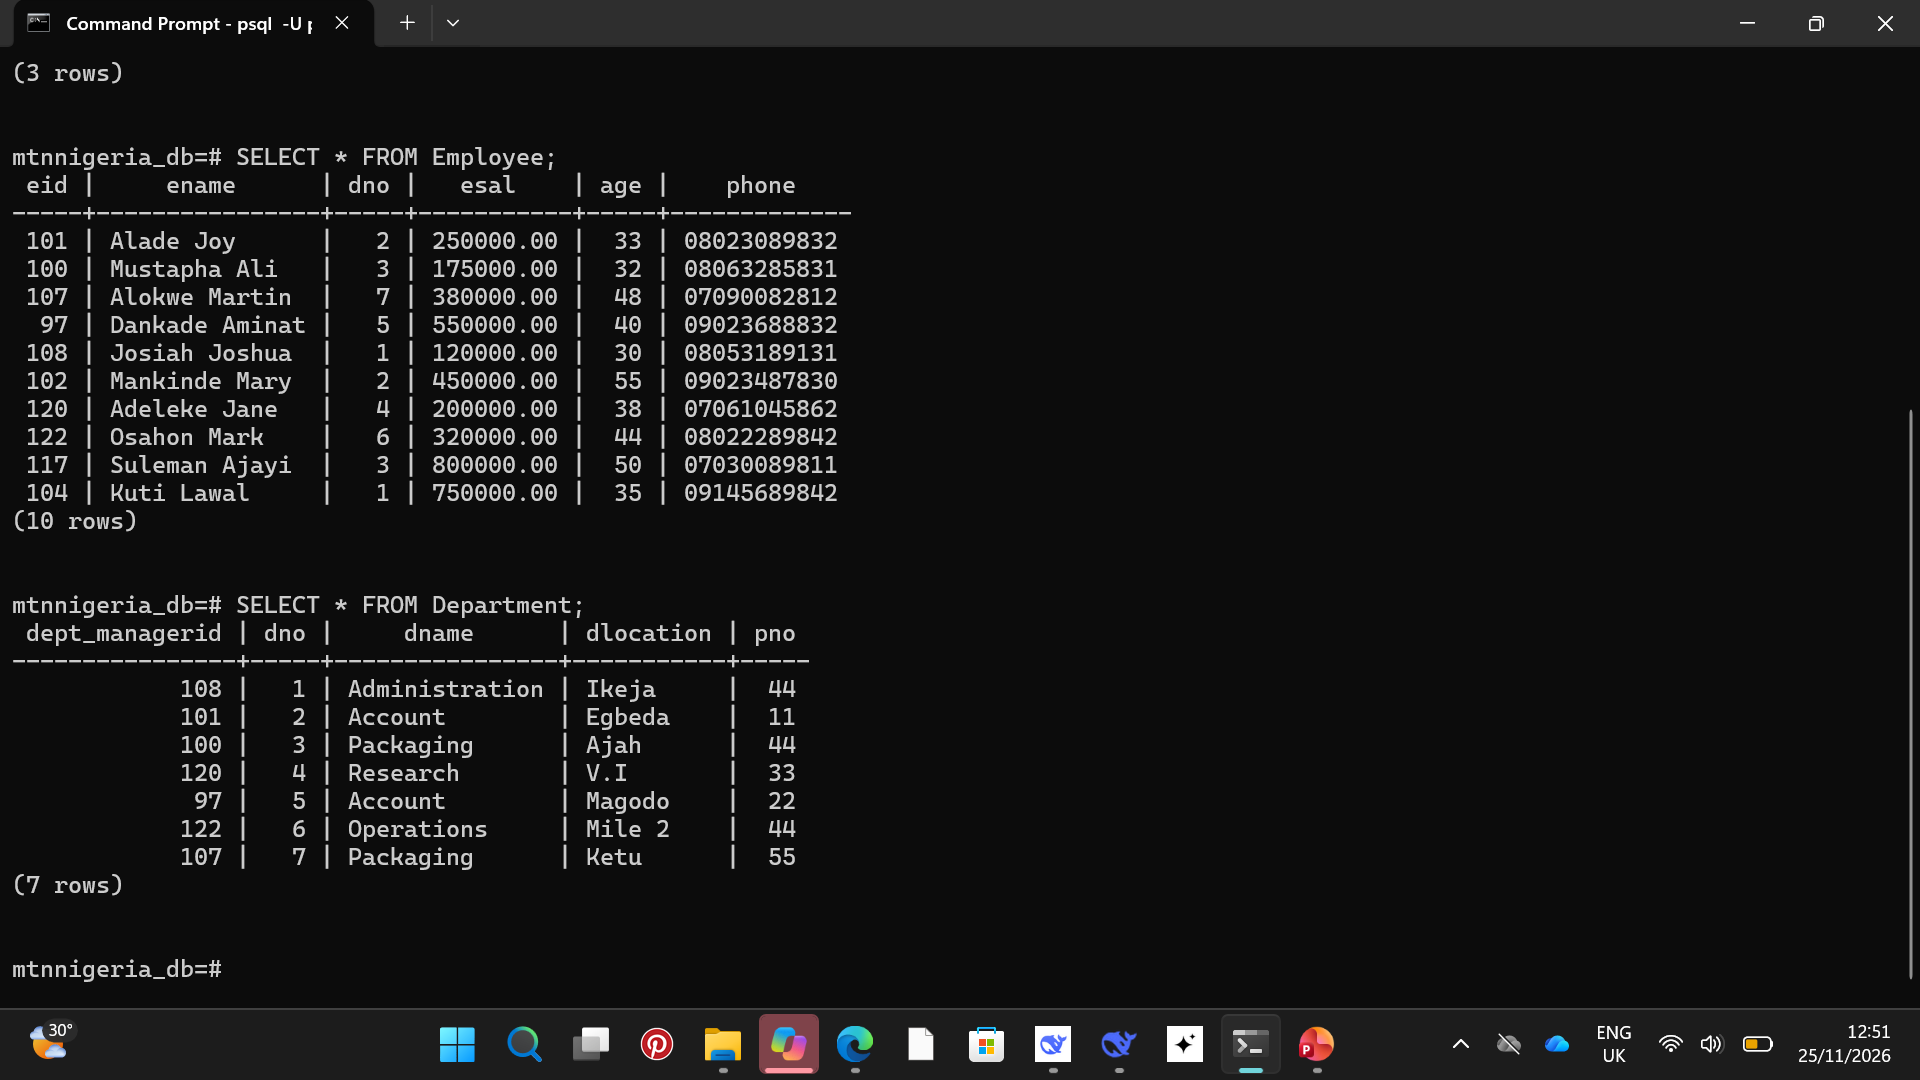 Command Prompt - psql  -U p
(3 rows)
mtnnigeria_db=# SELECT * FROM Employee;
 eid |     ename      | dno |   esal    | age |    phone
-----+----------------+-----+-----------+-----+-------------
 101 | Alade Joy      |   2 | 250000.00 |  33 | 08023089832
 100 | Mustapha Ali   |   3 | 175000.00 |  32 | 08063285831
 107 | Alokwe Martin  |   7 | 380000.00 |  48 | 07090082812
  97 | Dankade Aminat |   5 | 550000.00 |  40 | 09023688832
 108 | Josiah Joshua  |   1 | 120000.00 |  30 | 08053189131
 102 | Mankinde Mary  |   2 | 450000.00 |  55 | 09023487830
 120 | Adeleke Jane   |   4 | 200000.00 |  38 | 07061045862
 122 | Osahon Mark    |   6 | 320000.00 |  44 | 08022289842
 117 | Suleman Ajayi  |   3 | 800000.00 |  50 | 07030089811
 104 | Kuti Lawal     |   1 | 750000.00 |  35 | 09145689842
(10 rows)
mtnnigeria_db=# SELECT * FROM Department;
 dept_managerid | dno |     dname      | dlocation | pno
----------------+-----+----------------+-----------+-----
            108 |   1 | Administration | Ikeja     |  44
            101 |   2 | Account        | Egbeda    |  11
            100 |   3 | Packaging      | Ajah      |  44
            120 |   4 | Research       | V.I       |  33
             97 |   5 | Account        | Magodo    |  22
            122 |   6 | Operations     | Mile 2    |  44
            107 |   7 | Packaging      | Ketu      |  55
(7 rows)
mtnnigeria_db=#
30°
ENG
UK
12:51
25/11/2026